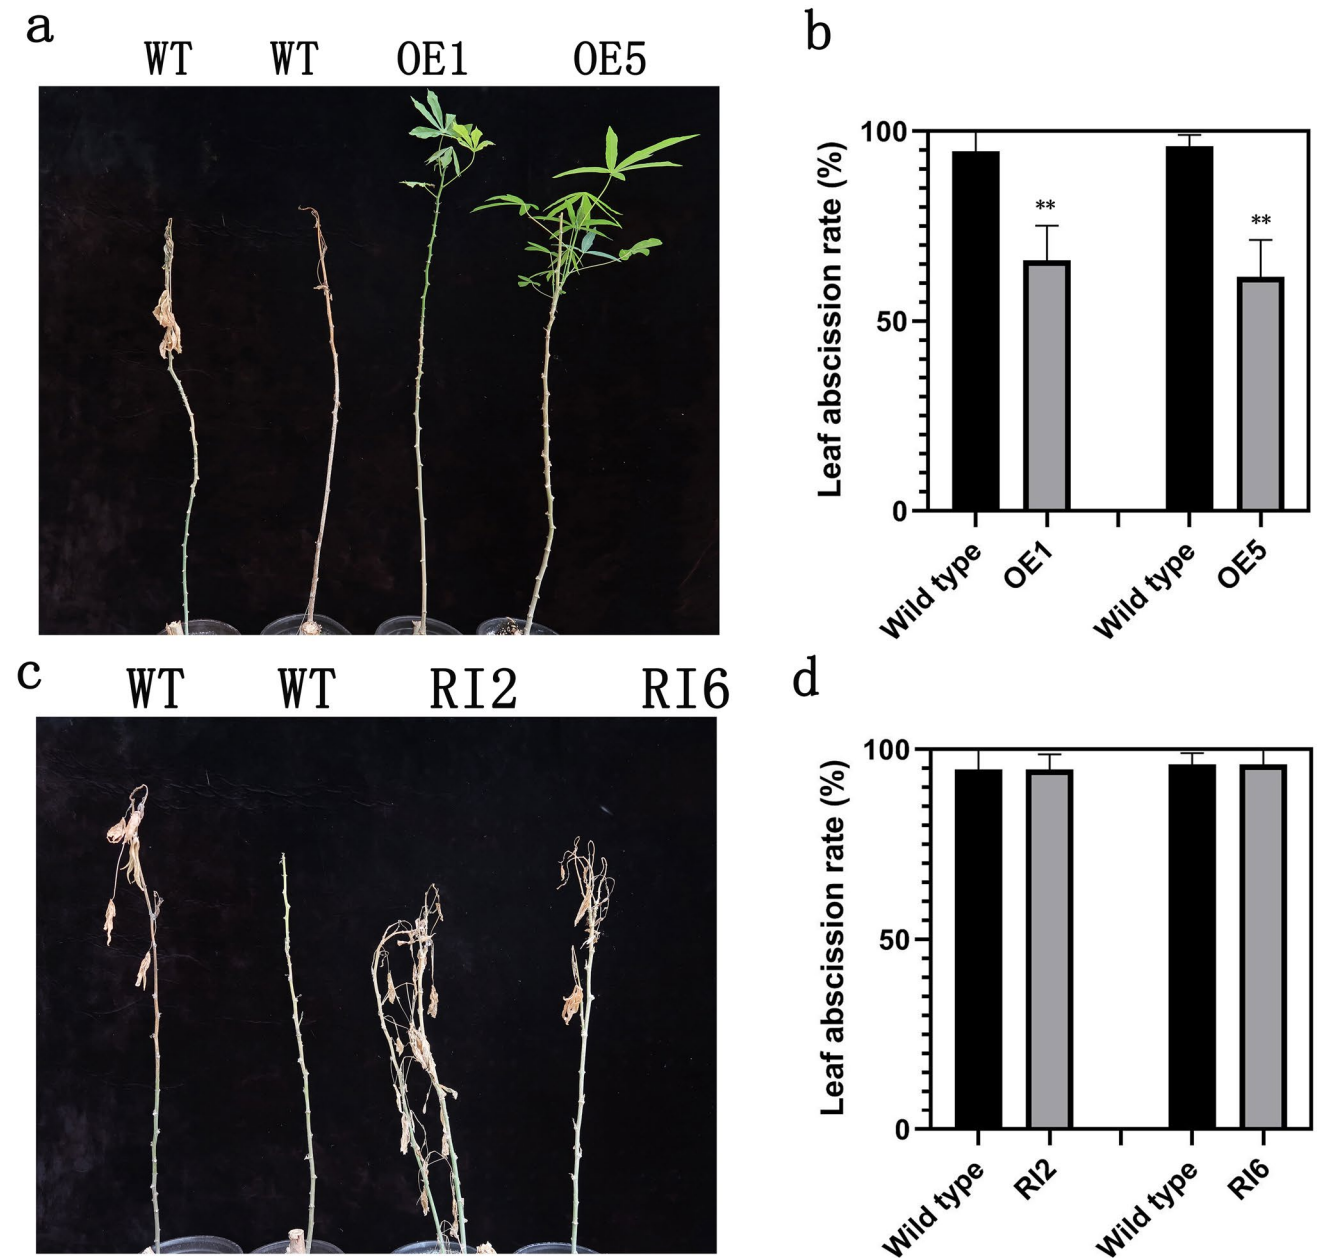 a
WT WT OE1 OE5
b
100
50
0
Leaf abscission rate (%)
**
**
Wild type OE1 Wild type OE5
c
WT WT RI2 RI6
d
100
50
0
Leaf abscission rate (%)
Wild type RI2 Wild type RI6